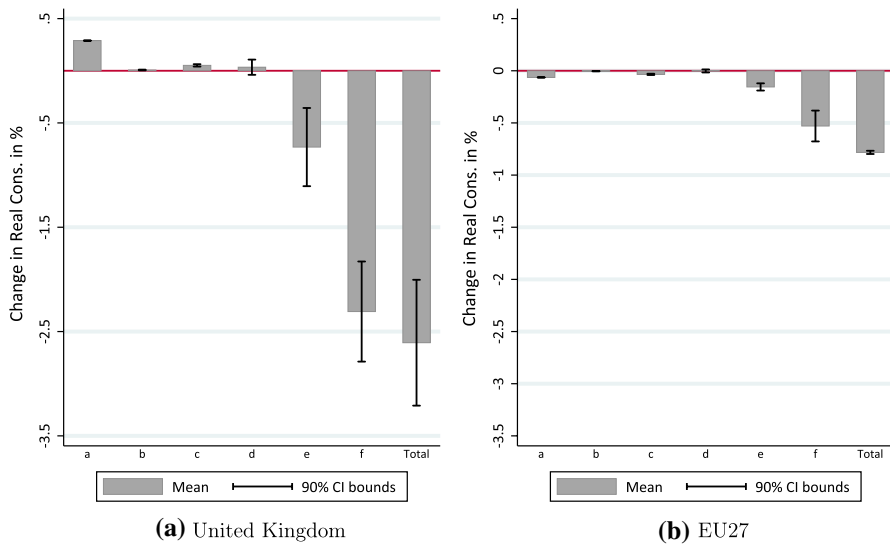 Change in Real Cons. in %
.5
-.5
-1.5
-2.5
-3.5
a b c d e f Total
Mean 90% CI bounds
(a) United Kingdom
Change in Real Cons. in %
.5
0
-.5
-1
-1.5
-2
-2.5
-3
-3.5
a b c d e f Total
Mean 90% CI bounds
(b) EU27